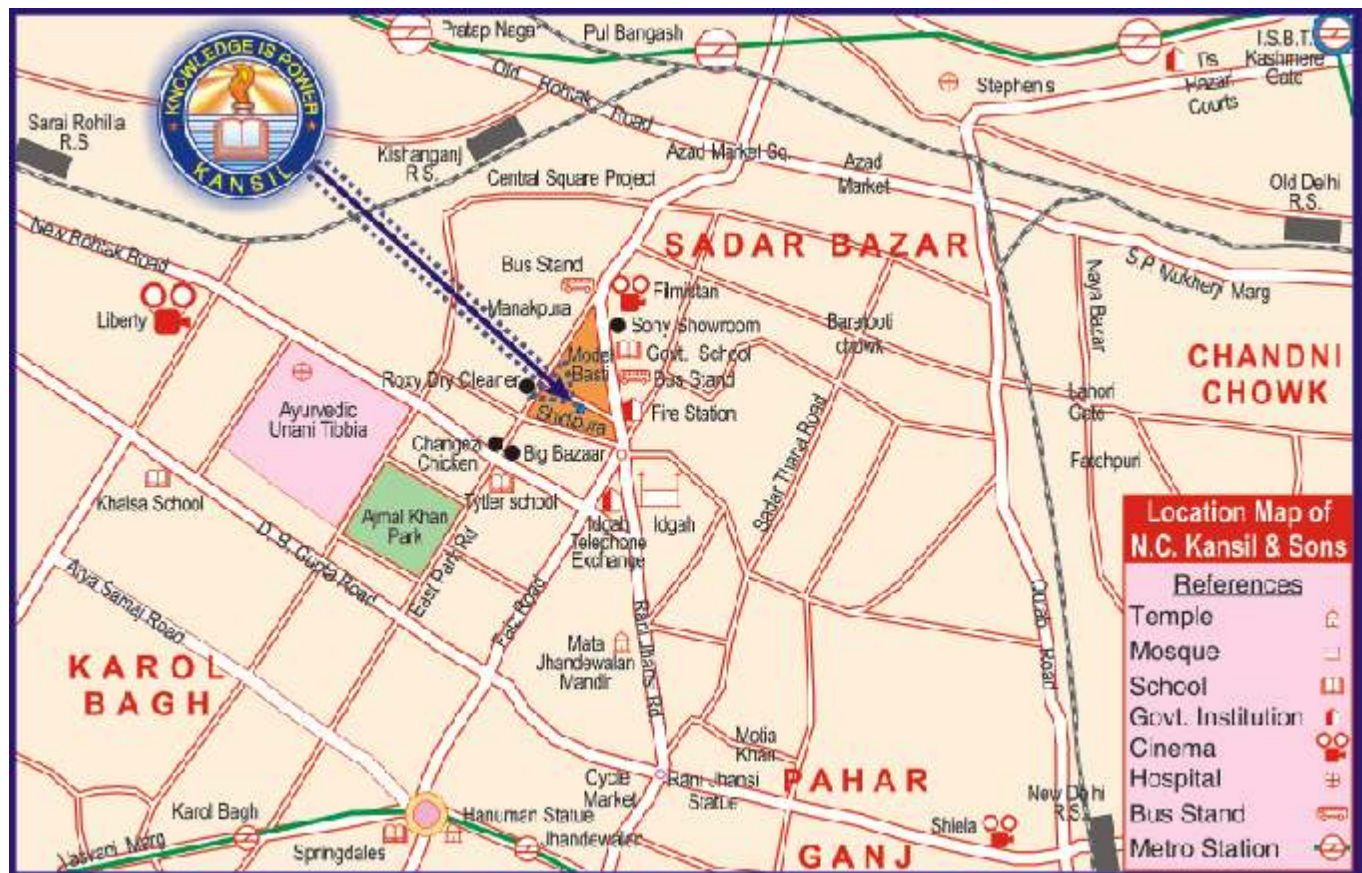 Pratap Nagar
Pul Bangash
I.S.B.T.
Kashmere
Gate
Tis
Hazari
Courts
KNOWLEDGE IS POWER
KANSIL
Old Rohtak Road
Stephen's
Sarai Rohilla
R.S
Kishanganj
R.S.
Azad Market Sq.
Azad
Market
Central Square Project
Old Delhi
R.S.
New Rohtak Road
SADAR BAZAR
S.P. Mukherji Marg
Bus Stand
Filmistan
Naya Bazar
Liberty
Manakpura
Sony Showroom
Baratooti
chowk
CHANDNI
CHOWK
Model
Basti
Govt. School
Roxy Dry Cleaner
Bus Stand
Lahori
Gate
Ayurvedic
Unani Tibbia
Shidipura
Fire Station
Changezi
Chicken
Big Bazaar
Fatehpuri
Sadar Thana Road
Khalsa School
Tytler school
Ajmal Khan
Park
Idgah
Telephone
Exchange
Idgah
Location Map of
N.C. Kansil & Sons
References
Temple
Mosque
School
Govt. Institution
Cinema
Hospital
Bus Stand
Metro Station
D. B. Gupta Road
East Park Rd
Arya Samaj Road
Faiz Road
Rani Jhansi Rd
Qutab Road
Mata
Jhandewalan
Mandir
KAROL
BAGH
Motia
Khan
Cycle
Market
Rani Jhansi
Statue
PAHAR
GANJ
New Delhi
R.S.
Karol Bagh
Hanuman Statue
Shiela
Jhandewalan
Springdales
Marg